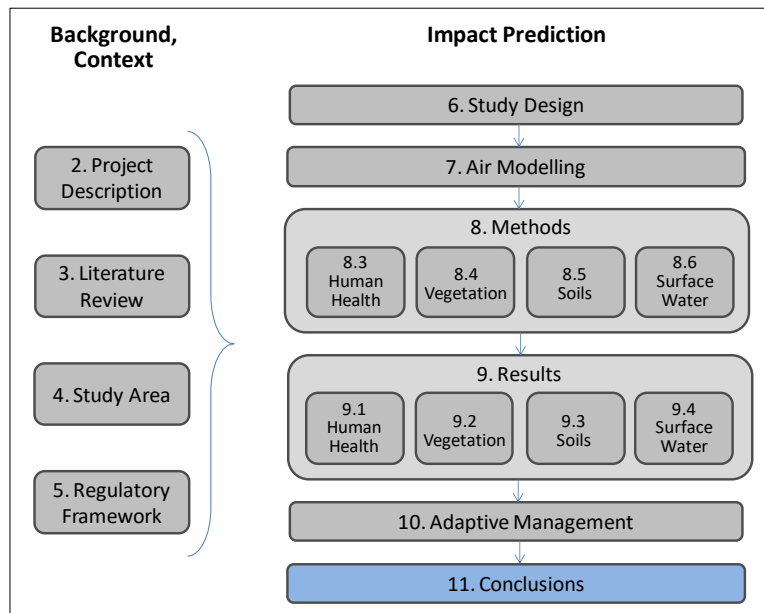 Background,
Context
Impact Prediction
2. Project
Description
3. Literature
Review
4. Study Area
5. Regulatory
Framework
6. Study Design
7. Air Modelling
8. Methods
8.3
Human
Health
8.4
Vegetation
8.5
Soils
8.6
Surface
Water
9. Results
9.1
Human
Health
9.2
Vegetation
9.3
Soils
9.4
Surface
Water
10. Adaptive Management
11. Conclusions